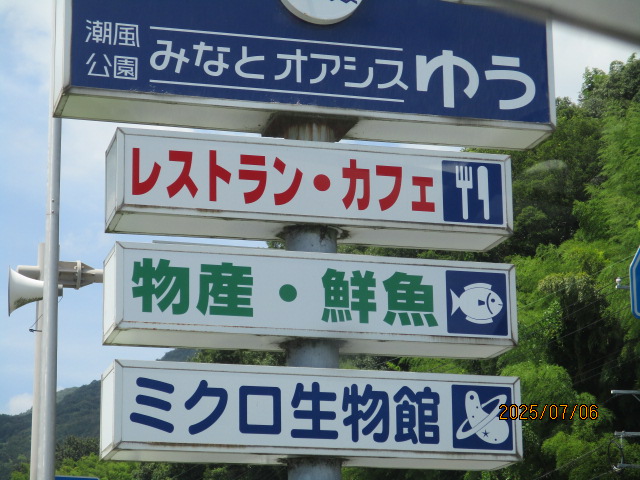 潮風
公園
みなとオアシス ゆう
レストラン・カフェ
物産・鮮魚
ミクロ生物館
2025/07/06